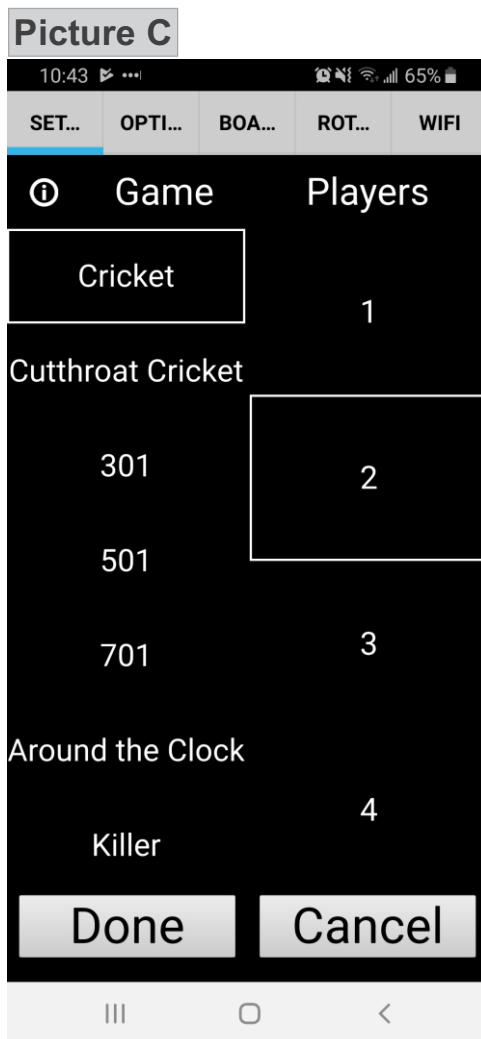 Picture C
10:43 65%
SET... OPTI... BOA... ROT... WIFI
Game Players
Cricket
1
Cutthroat Cricket
301
2
501
3
701
Around the Clock
4
Killer
Done Cancel